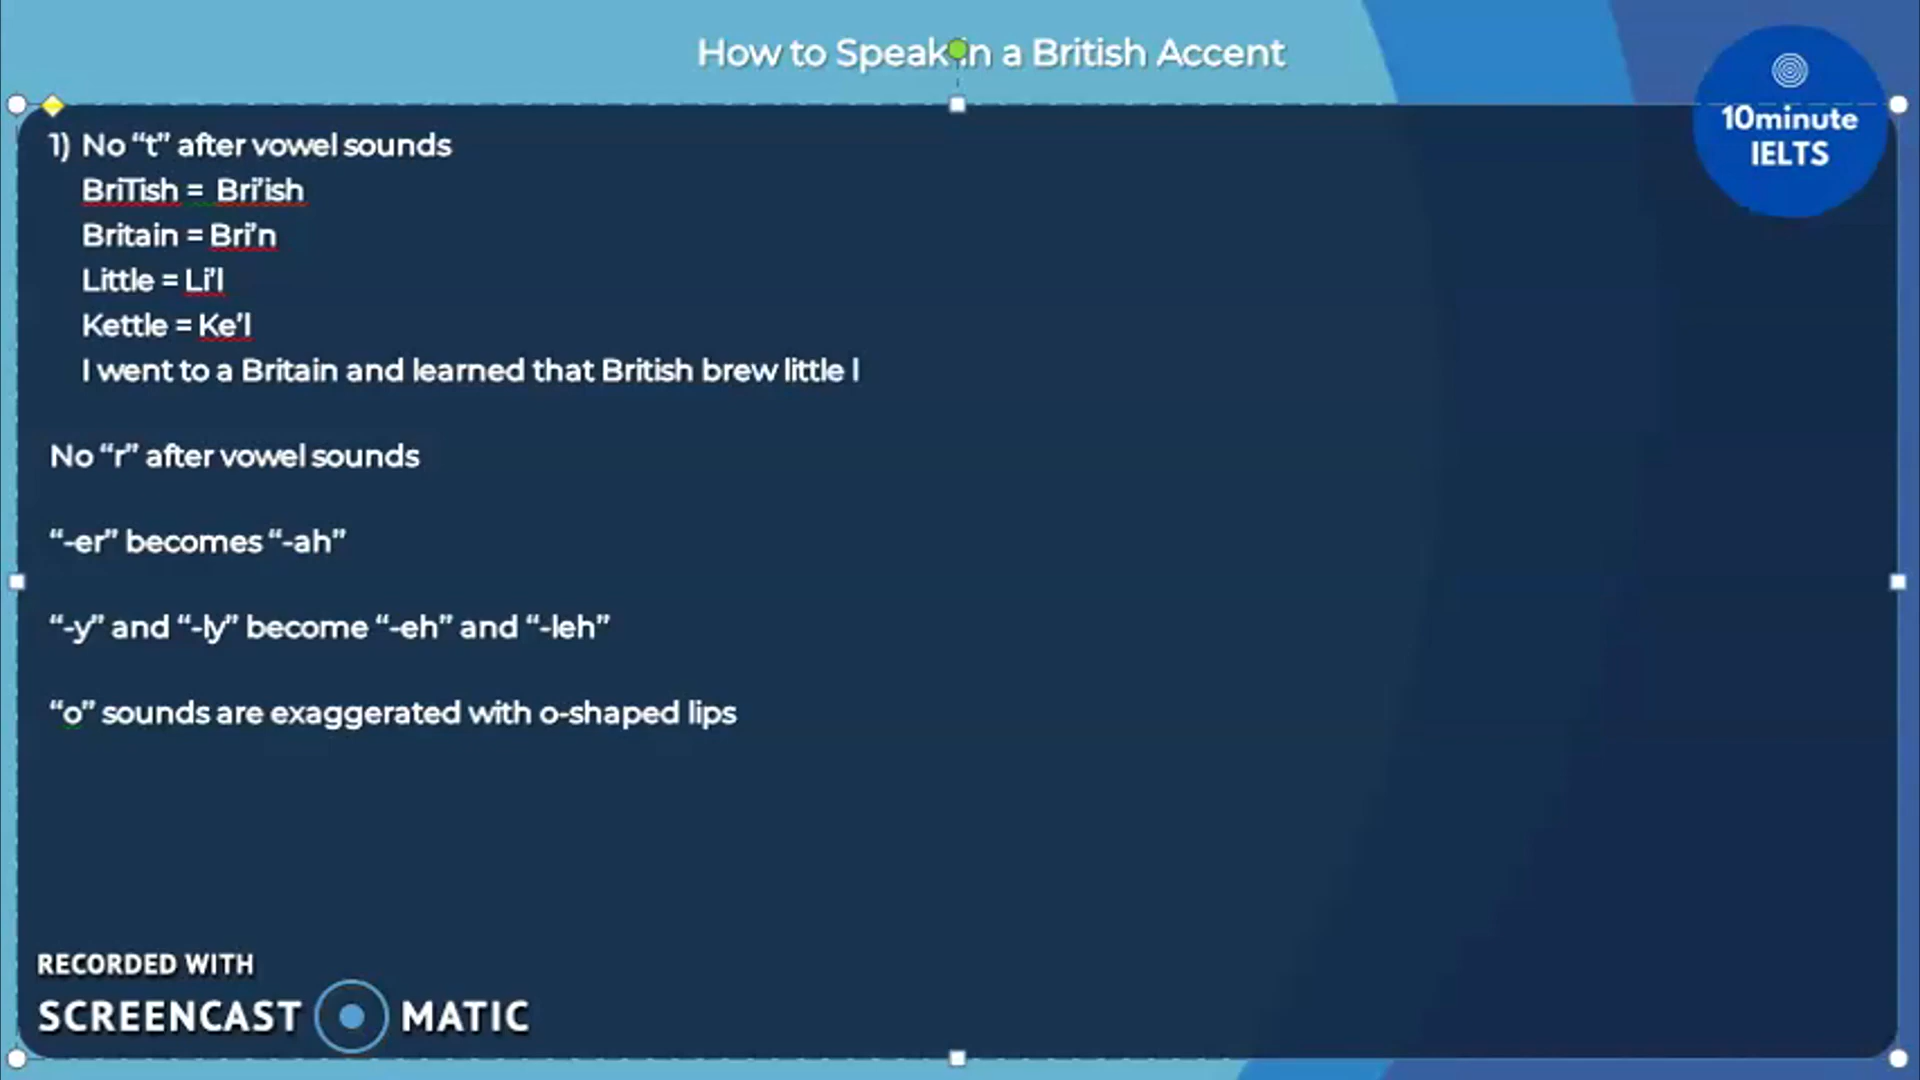 How to Speak in a British Accent
10minute
IELTS
1) No “t” after vowel sounds
BriTish = Bri’ish
Britain = Bri’n
Little = Li’l
Kettle = Ke’l
I went to a Britain and learned that British brew little l
No “r” after vowel sounds
“-er” becomes “-ah”
“-y” and “-ly” become “-eh” and “-leh”
“o” sounds are exaggerated with o-shaped lips
RECORDED WITH
SCREENCAST MATIC